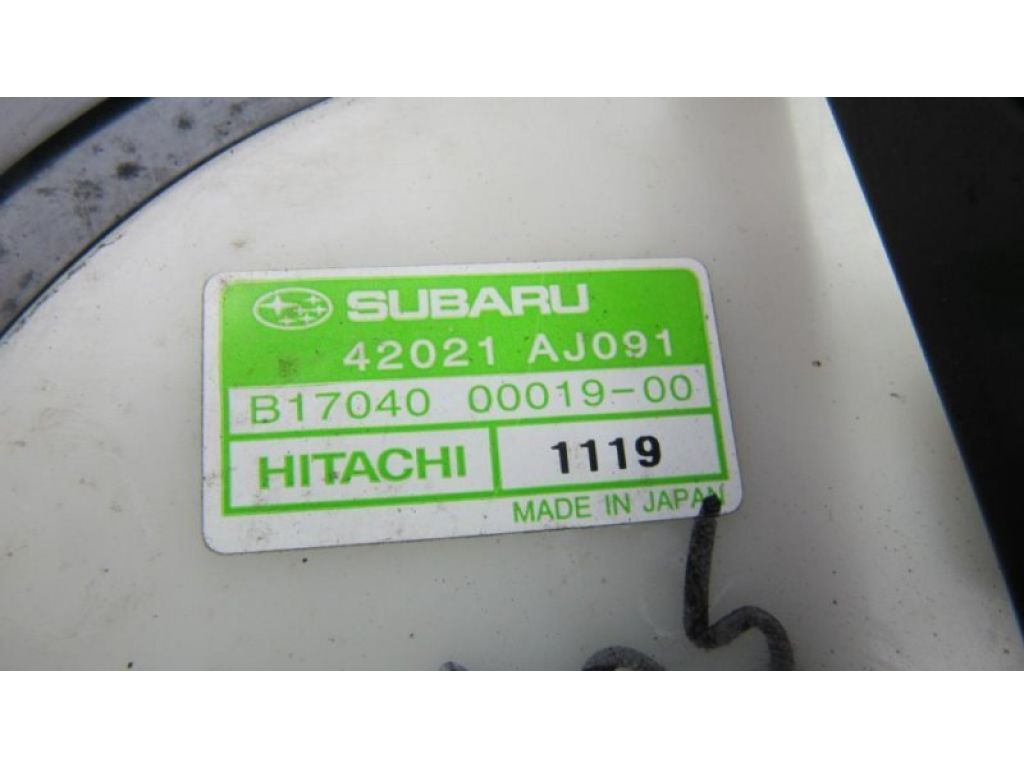 SUBARU
42021 AJ091
B17040 00019-00
HITACHI 1119
MADE IN JAPAN